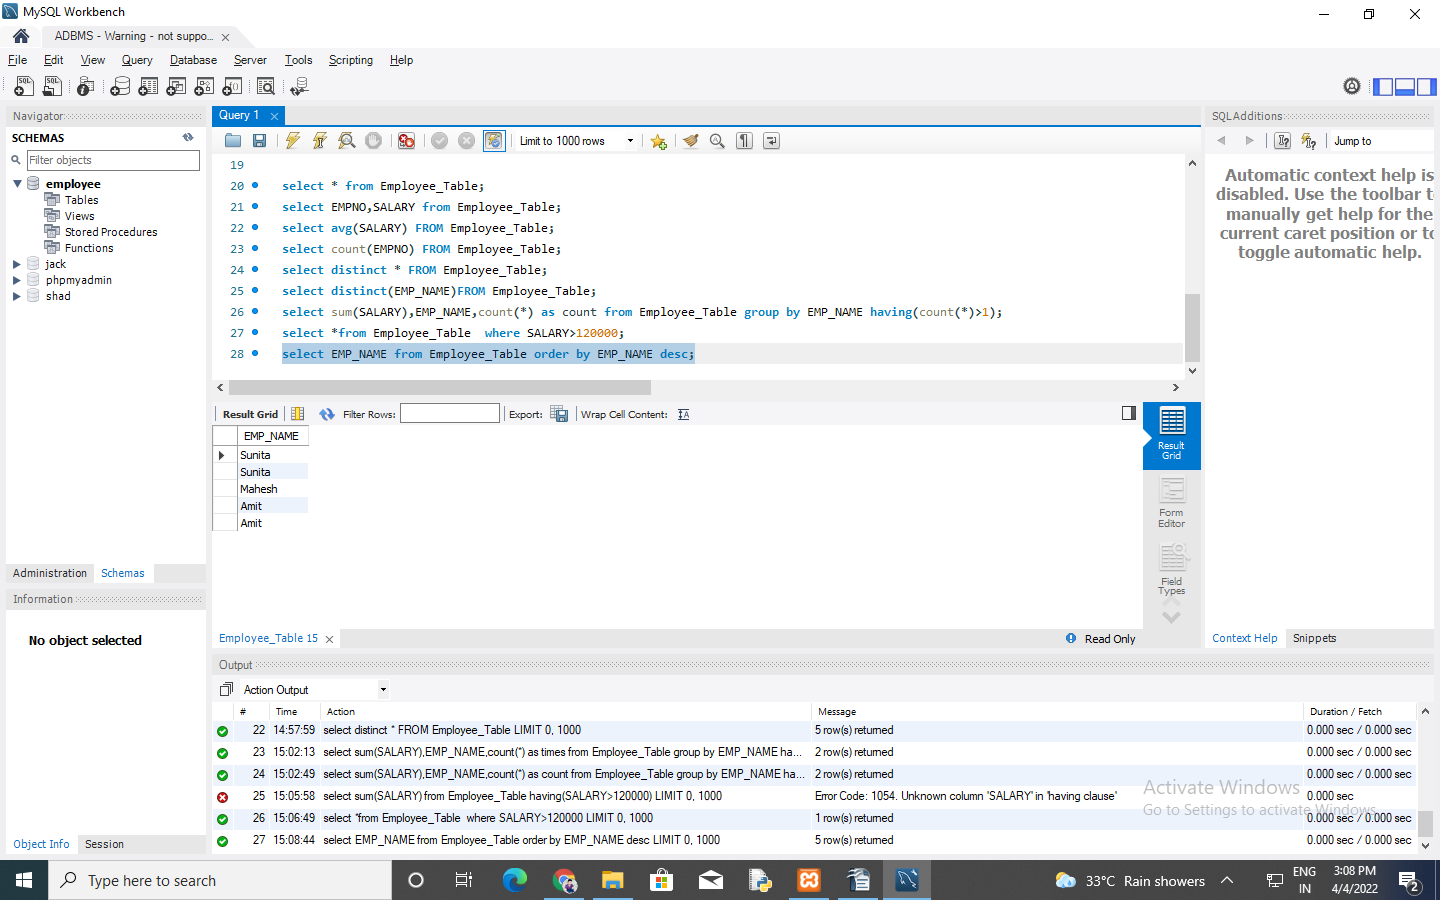 MySQL Workbench
ADBMS - Warning - not suppo...
File Edit View Query Database Server Tools Scripting Help
Navigator
SCHEMAS
Filter objects
employee
Tables
Views
Stored Procedures
Functions
jack
phpmyadmin
shad
Administration Schemas
Information
No object selected
Object Info Session
Query 1
Limit to 1000 rows
19
20 select * from Employee_Table;
21 select EMPNO,SALARY from Employee_Table;
22 select avg(SALARY) FROM Employee_Table;
23 select count(EMPNO) FROM Employee_Table;
24 select distinct * FROM Employee_Table;
25 select distinct(EMP_NAME)FROM Employee_Table;
26 select sum(SALARY),EMP_NAME,count(*) as count from Employee_Table group by EMP_NAME having(count(*)>1);
27 select *from Employee_Table  where SALARY>120000;
28 select EMP_NAME from Employee_Table order by EMP_NAME desc;
Result Grid Filter Rows: Export: Wrap Cell Content:
EMP_NAME
Sunita
Sunita
Mahesh
Amit
Amit
Result
Grid
Form
Editor
Field
Types
Employee_Table 15
Read Only
SQLAdditions
Jump to
Automatic context help is
disabled. Use the toolbar t
manually get help for the
current caret position or to
toggle automatic help.
Context Help Snippets
Output
Action Output
# Time Action Message Duration / Fetch
22 14:57:59 select distinct * FROM Employee_Table LIMIT 0, 1000 5 row(s) returned 0.000 sec / 0.000 sec
23 15:02:13 select sum(SALARY),EMP_NAME,count(*) as times from Employee_Table group by EMP_NAME ha... 2 row(s) returned 0.000 sec / 0.000 sec
24 15:02:49 select sum(SALARY),EMP_NAME,count(*) as count from Employee_Table group by EMP_NAME ha... 2 row(s) returned 0.000 sec / 0.000 sec
25 15:05:58 select sum(SALARY) from Employee_Table having(SALARY>120000) LIMIT 0, 1000 Error Code: 1054. Unknown column 'SALARY' in 'having clause' 0.000 sec
26 15:06:49 select *from Employee_Table  where SALARY>120000 LIMIT 0, 1000 1 row(s) returned 0.000 sec / 0.000 sec
27 15:08:44 select EMP_NAME from Employee_Table order by EMP_NAME desc LIMIT 0, 1000 5 row(s) returned 0.000 sec / 0.000 sec
Activate Windows
Go to Settings to activate Windows.
Type here to search
33°C Rain showers
ENG
IN
3:08 PM
4/4/2022
2